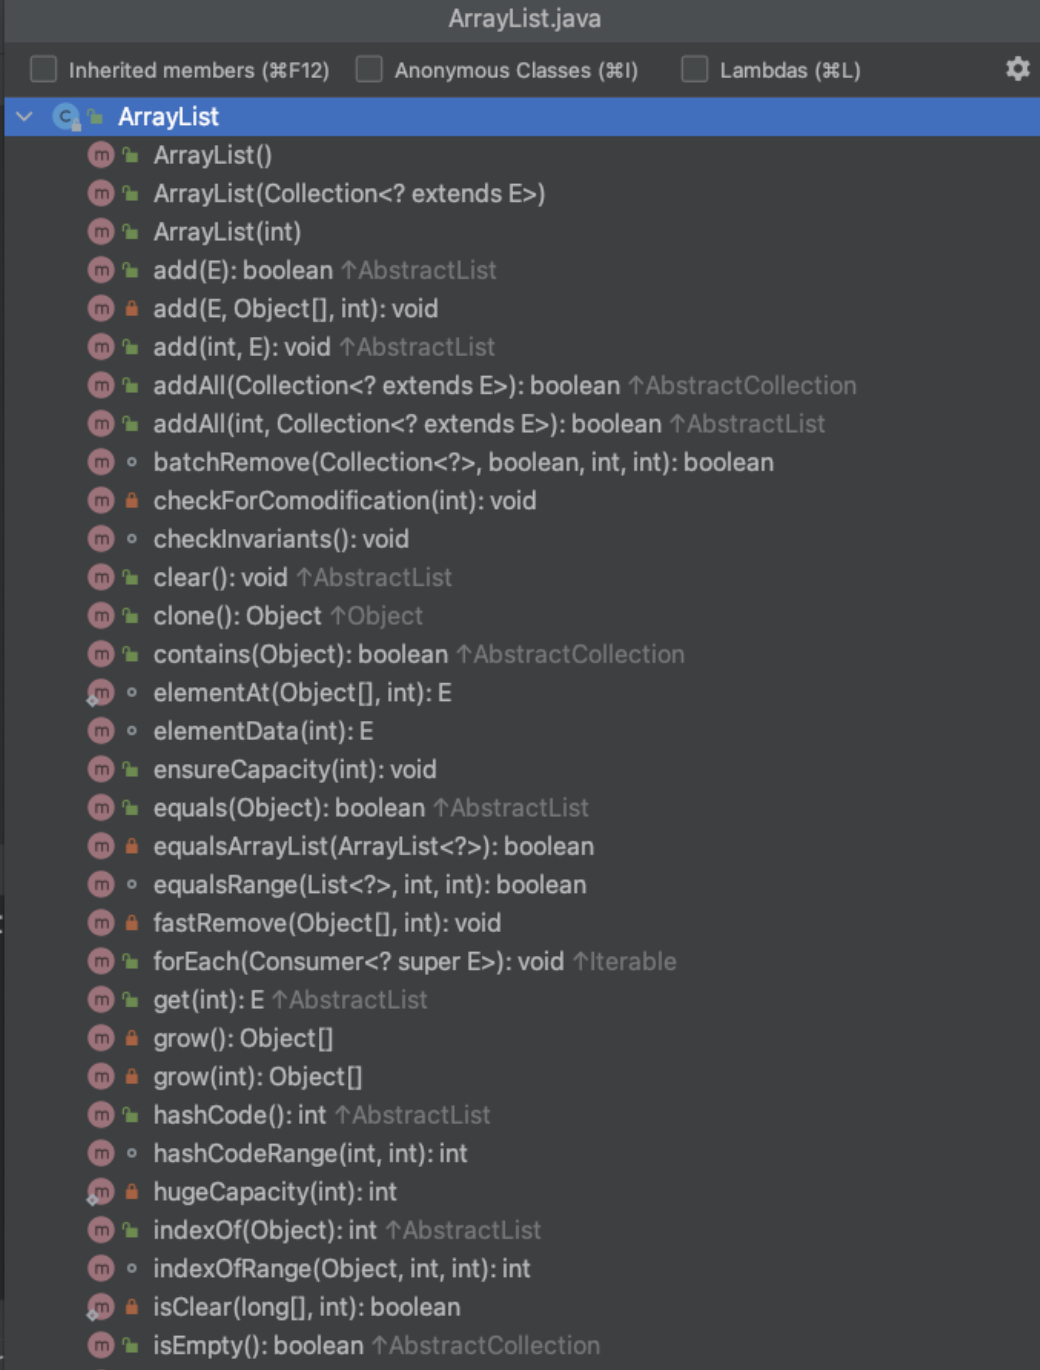 ArrayList.java
Inherited members (⌘F12) Anonymous Classes (⌘I) Lambdas (⌘L)
ArrayList
ArrayList()
ArrayList(Collection<? extends E>)
ArrayList(int)
add(E): boolean ↑AbstractList
add(E, Object[], int): void
add(int, E): void ↑AbstractList
addAll(Collection<? extends E>): boolean ↑AbstractCollection
addAll(int, Collection<? extends E>): boolean ↑AbstractList
batchRemove(Collection<?>, boolean, int, int): boolean
checkForComodification(int): void
checkInvariants(): void
clear(): void ↑AbstractList
clone(): Object ↑Object
contains(Object): boolean ↑AbstractCollection
elementAt(Object[], int): E
elementData(int): E
ensureCapacity(int): void
equals(Object): boolean ↑AbstractList
equalsArrayList(ArrayList<?>): boolean
equalsRange(List<?>, int, int): boolean
fastRemove(Object[], int): void
forEach(Consumer<? super E>): void ↑Iterable
get(int): E ↑AbstractList
grow(): Object[]
grow(int): Object[]
hashCode(): int ↑AbstractList
hashCodeRange(int, int): int
hugeCapacity(int): int
indexOf(Object): int ↑AbstractList
indexOfRange(Object, int, int): int
isClear(long[], int): boolean
isEmpty(): boolean ↑AbstractCollection